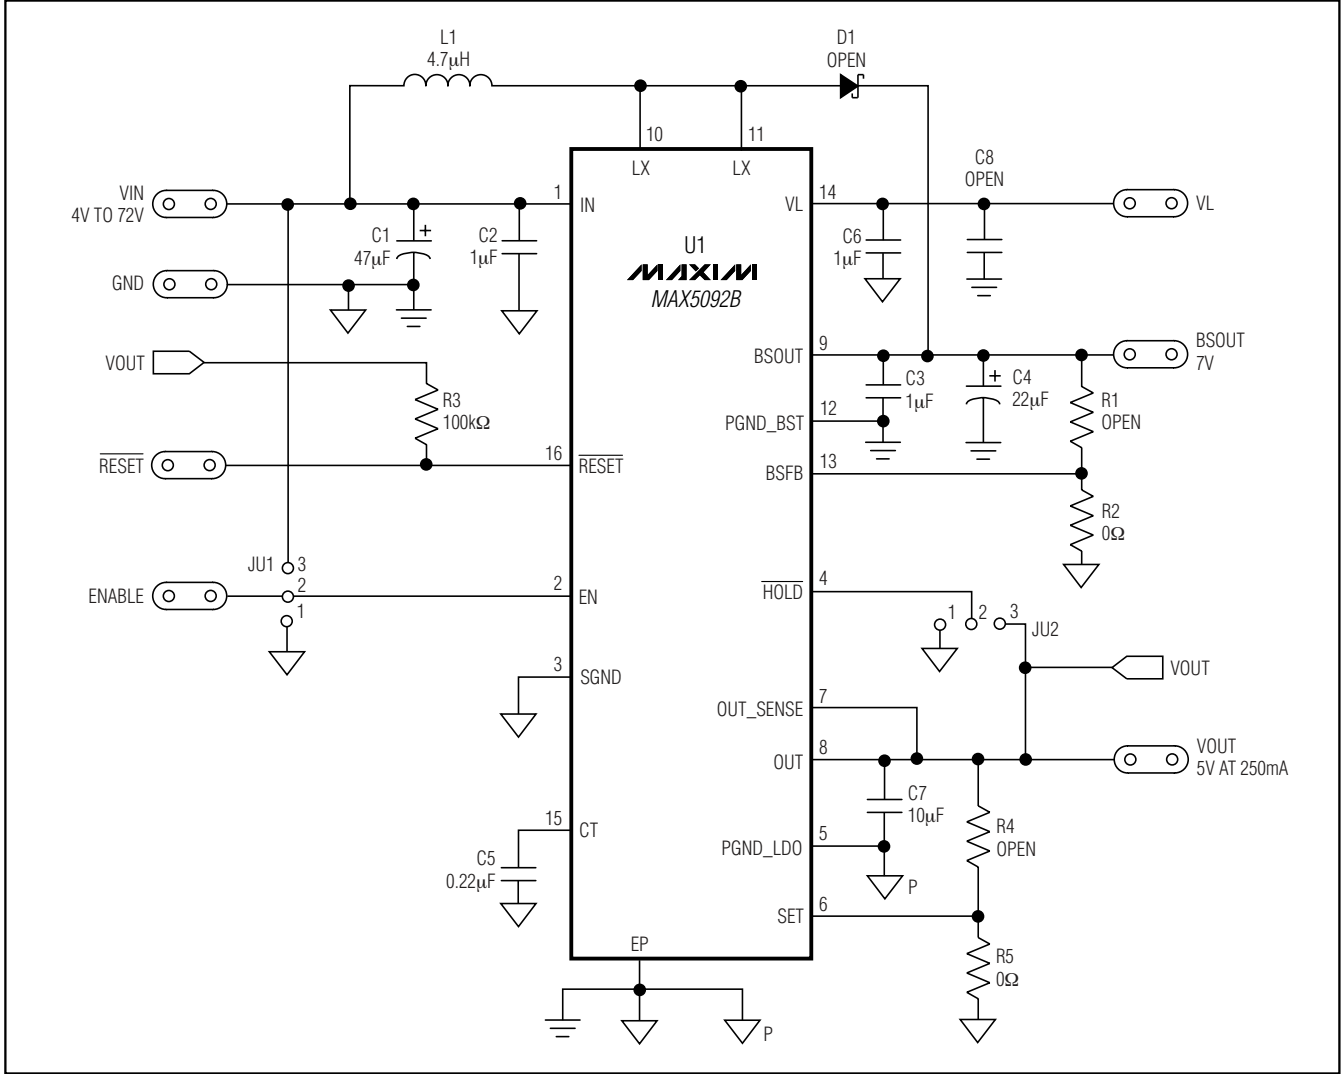 L1
4.7µH
D1
OPEN
10
11
LX
LX
VIN
4V TO 72V
1
IN
C1
+
47µF
C2
1µF
GND
U1
MAXIM
MAX5092B
VL
14
C6
1µF
C8
OPEN
VL
VOUT
R3
100kΩ
BSOUT
9
C3
1µF
+
C4
22µF
BSOUT
7V
R1
OPEN
PGND_BST
12
RESET
16
RESET
BSFB
13
R2
0Ω
JU1
3
2
1
ENABLE
2
EN
HOLD
4
1
2
3
JU2
VOUT
3
SGND
OUT_SENSE
7
OUT
8
VOUT
5V AT 250mA
C7
10µF
R4
OPEN
15
CT
C5
0.22µF
PGND_LDO
5
P
SET
6
R5
0Ω
EP
P